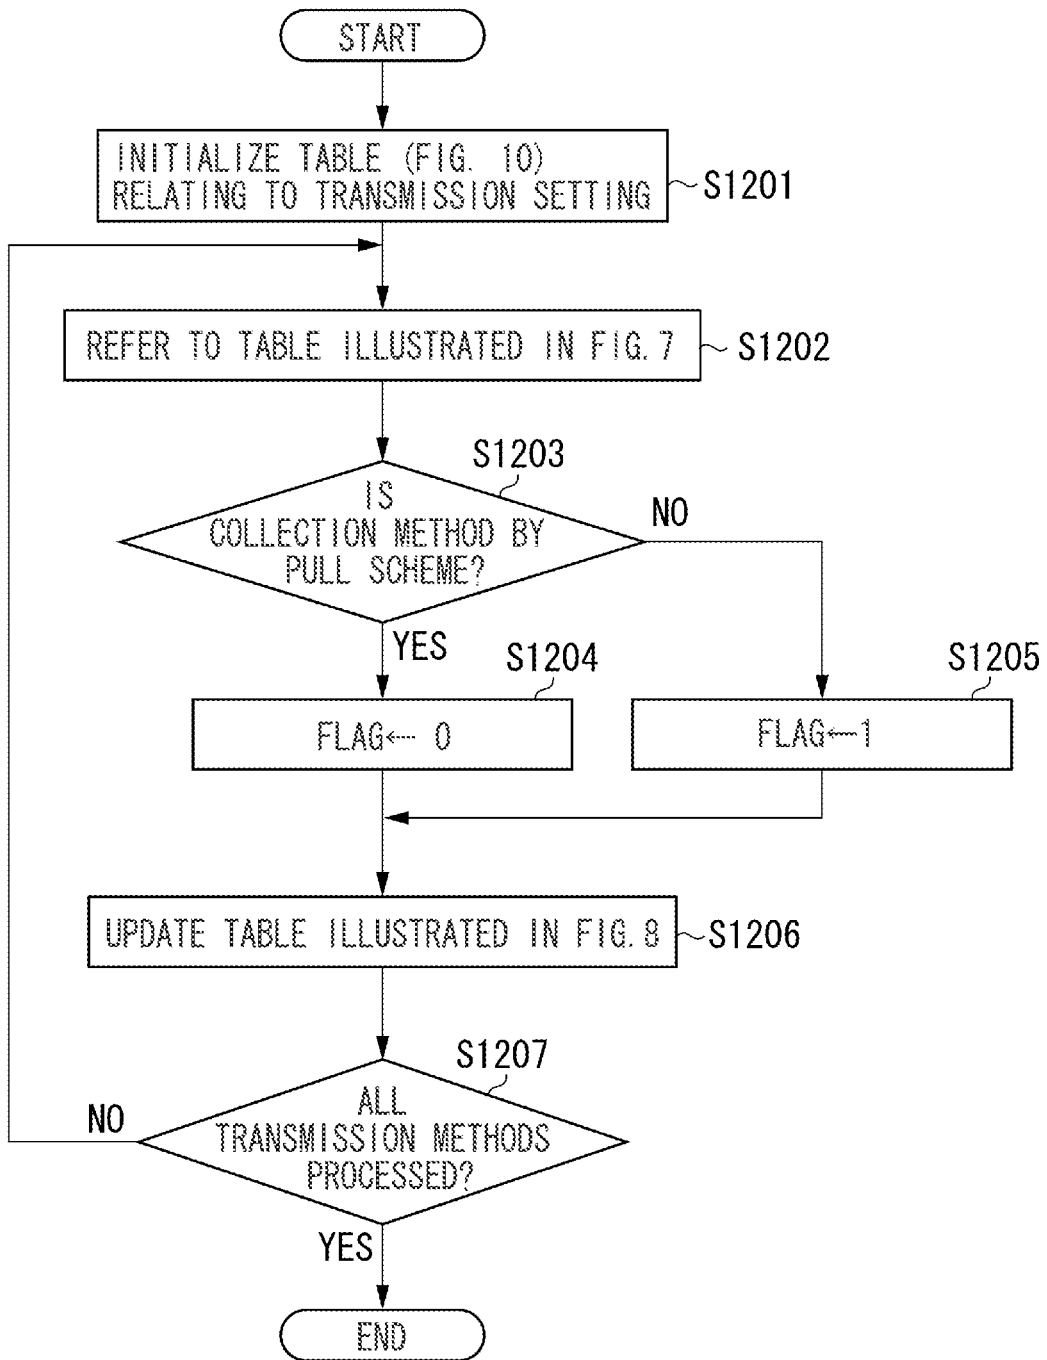 START
INITIALIZE TABLE (FIG. 10)
RELATING TO TRANSMISSION SETTING
S1201
REFER TO TABLE ILLUSTRATED IN FIG. 7
S1202
S1203
IS
COLLECTION METHOD BY
PULL SCHEME?
NO
YES
S1204
FLAG← 0
S1205
FLAG←1
UPDATE TABLE ILLUSTRATED IN FIG. 8
S1206
S1207
ALL
TRANSMISSION METHODS
PROCESSED?
NO
YES
END